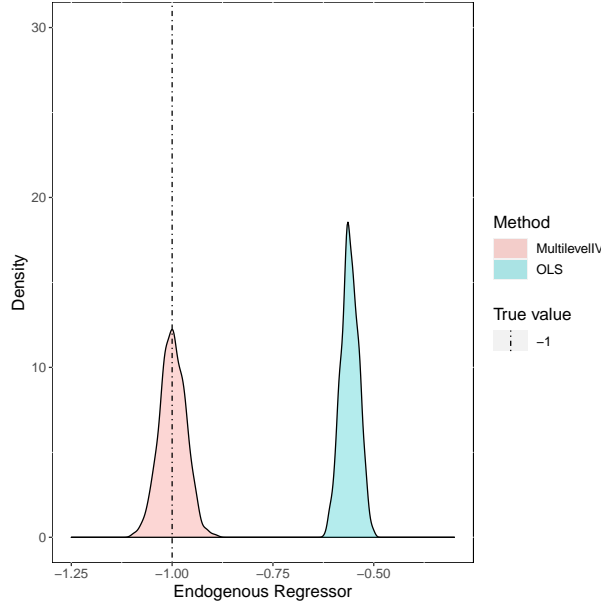 30
20
10
0
Density
−1.25
−1.00
−0.75
−0.50
Endogenous Regressor
Method
MultilevelIV
OLS
True value
−1